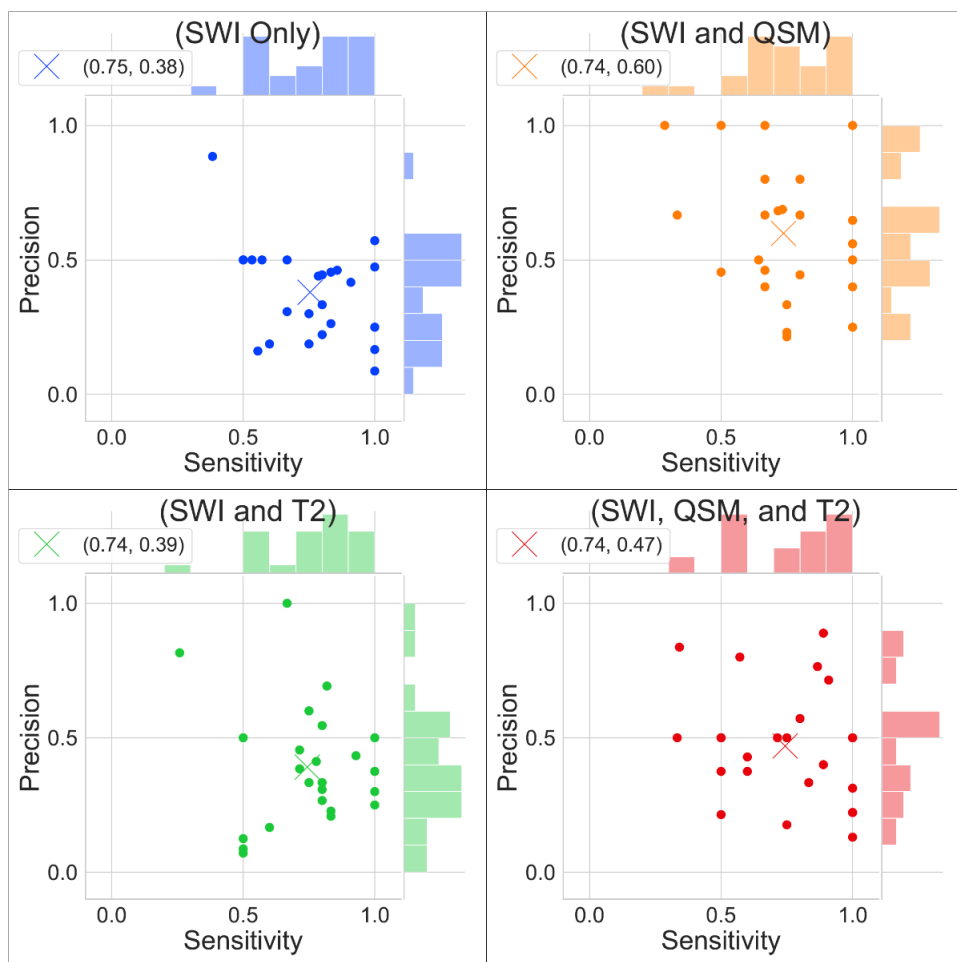 (SWI Only)
(0.75, 0.38)
1.0
0.5
0.0
Precision
0.0 0.5 1.0
Sensitivity
(SWI and QSM)
(0.74, 0.60)
1.0
0.5
0.0
Precision
0.0 0.5 1.0
Sensitivity
(SWI and T2)
(0.74, 0.39)
1.0
0.5
0.0
Precision
0.0 0.5 1.0
Sensitivity
(SWI, QSM, and T2)
(0.74, 0.47)
1.0
0.5
0.0
Precision
0.0 0.5 1.0
Sensitivity